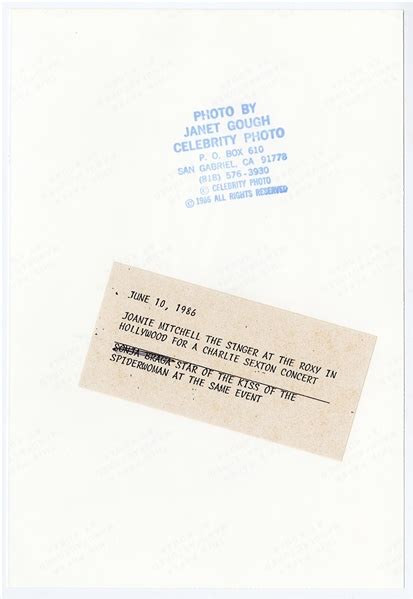 PHOTO BY
JANET GOUGH
CELEBRITY PHOTO
P. O. BOX 610
SAN GABRIEL, CA 91778
(818) 576-3930
© CELEBRITY PHOTO
© 1986 ALL RIGHTS RESERVED
JUNE 10, 1986
JOANIE MITCHELL THE SINGER AT THE ROXY IN
HOLLYWOOD FOR A CHARLIE SEXTON CONCERT
SONJA BRAGA STAR OF THE KISS OF THE
SPIDERWOMAN AT THE SAME EVENT